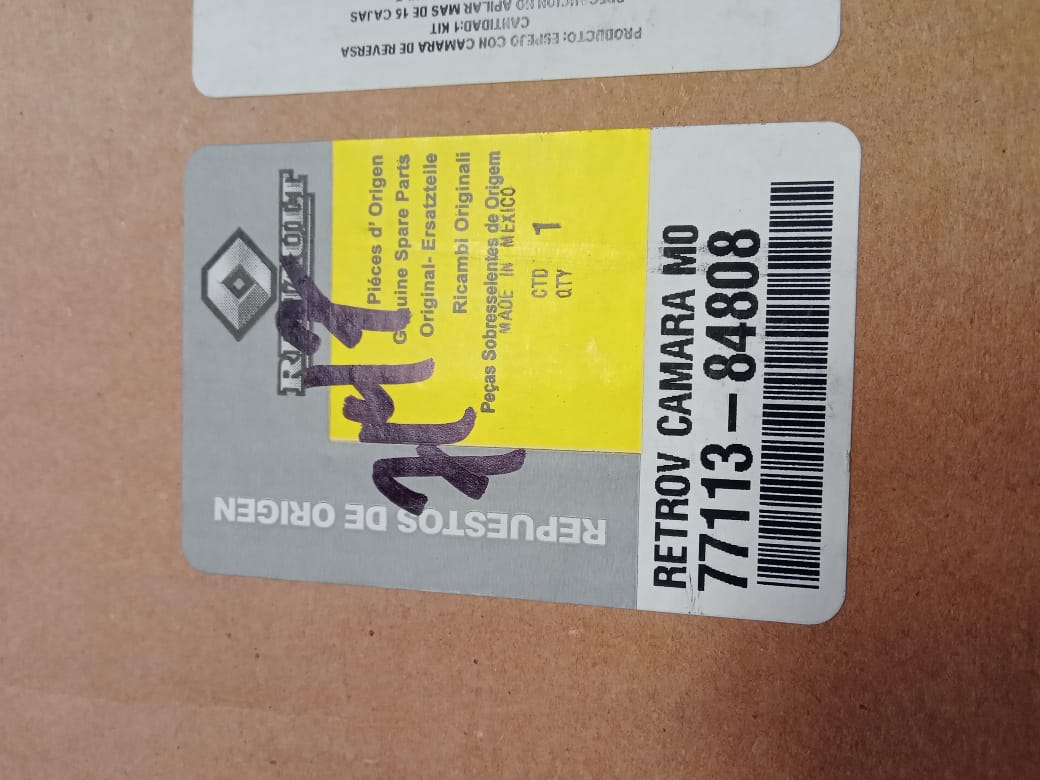 RENAULT
Piéces d' Origen
Genuine Spare Parts
Original- Ersatzteile
Ricambi Originali
Peças Sobresselentes de Origem
MADE IN MEXICO
CTD
QTY 1
REPUESTOS DE ORIGEN
RETROV CAMARA MO
77113-84808
PRODUCTO: ESPEJO CON CAMARA DE REVERSA
CANTIDAD:1 KIT
PRECAUCION NO APILAR MAS DE 15 CAJAS